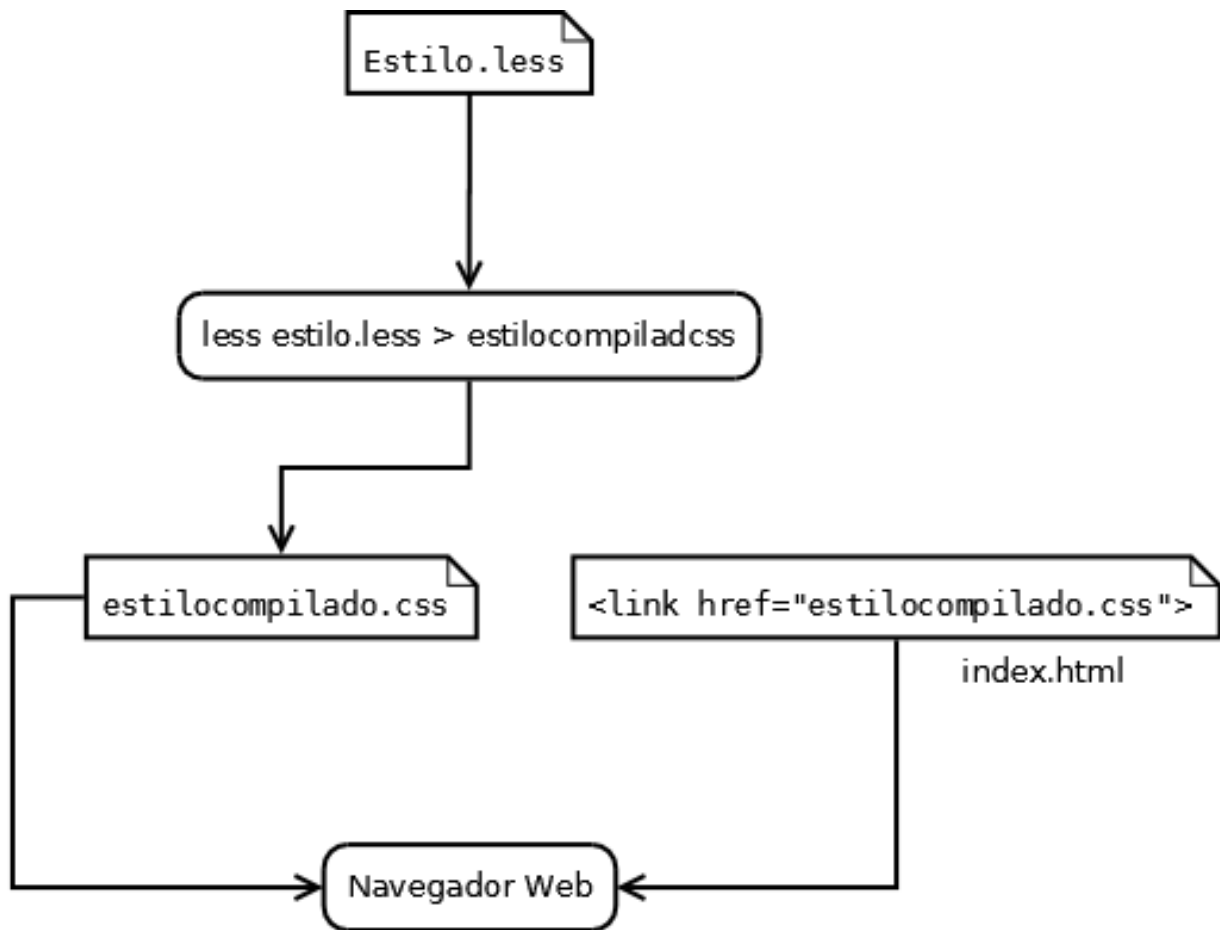 Estilo.less
less estilo.less > estilocompiladcss
estilocompilado.css
<link href="estilocompilado.css">
index.html
Navegador Web